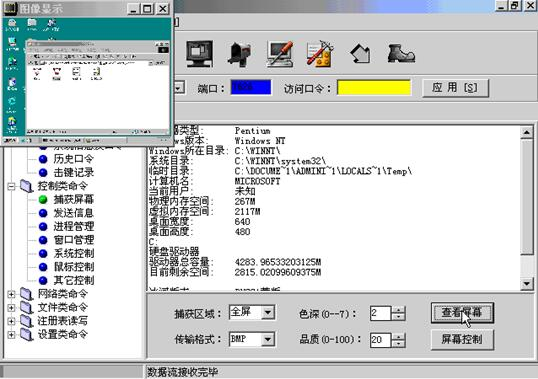 图像显示
端口:
访问口令:
应 用 [S]
器类型: Pentium
ows版本: Windows NT
Windows所在目录: C:\WINNT\
系统目录: C:\WINNT\system32\
临时目录: C:\DOCUME~1\ADMINI~1\LOCALS~1\Temp\
计算机名: MICROSOFT
当前用户: 未知
物理内存空间: 267M
虚拟内存空间: 2117M
桌面宽度: 640
桌面高度: 480
C:
硬盘驱动器
驱动器总容量: 4283.96533203125M
目前剩余空间: 2815.02099609375M
历史口令
击键记录
控制类命令
捕获屏幕
发送信息
进程管理
窗口管理
系统控制
鼠标控制
其它控制
网络类命令
文件类命令
注册表读写
设置类命令
捕获区域: 全屏 色深(0--7): 2 查看屏幕
传输格式: BMP 品质(0-100): 20 屏幕控制
数据流接收完毕